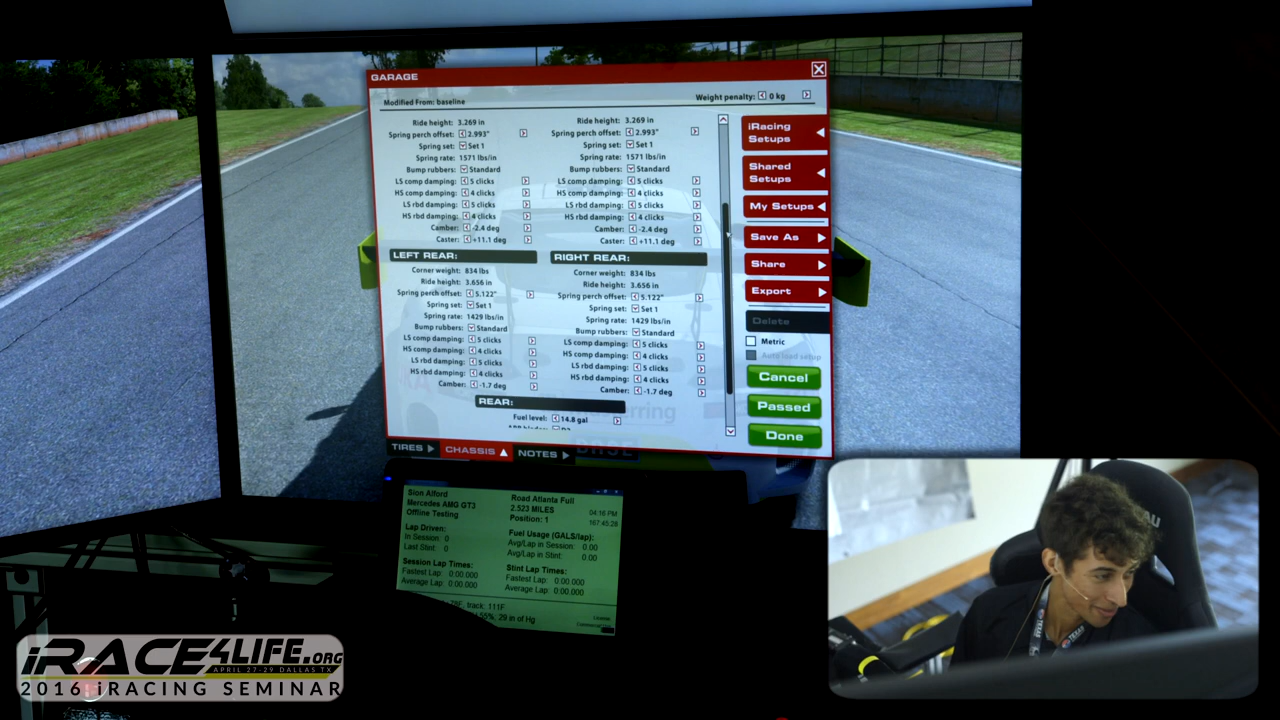 GARAGE
Modified From: baseline
Weight penalty: 0 kg
Ride height: 3.269 in
Spring perch offset: 2.993"
Spring set: Set 1
Spring rate: 1571 lbs/in
Bump rubbers: Standard
LS comp damping: 5 clicks
HS comp damping: 4 clicks
LS rbd damping: 5 clicks
HS rbd damping: 4 clicks
Camber: -2.4 deg
Caster: +11.1 deg
Ride height: 3.269 in
Spring perch offset: 2.993"
Spring set: Set 1
Spring rate: 1571 lbs/in
Bump rubbers: Standard
LS comp damping: 5 clicks
HS comp damping: 4 clicks
LS rbd damping: 5 clicks
HS rbd damping: 4 clicks
Camber: -2.4 deg
Caster: +11.1 deg
LEFT REAR:
Corner weight: 834 lbs
Ride height: 3.656 in
Spring perch offset: 5.122"
Spring set: Set 1
Spring rate: 1429 lbs/in
Bump rubbers: Standard
LS comp damping: 5 clicks
HS comp damping: 4 clicks
LS rbd damping: 5 clicks
HS rbd damping: 4 clicks
Camber: -1.7 deg
RIGHT REAR:
Corner weight: 834 lbs
Ride height: 3.656 in
Spring perch offset: 5.122"
Spring set: Set 1
Spring rate: 1429 lbs/in
Bump rubbers: Standard
LS comp damping: 5 clicks
HS comp damping: 4 clicks
LS rbd damping: 5 clicks
HS rbd damping: 4 clicks
Camber: -1.7 deg
REAR:
Fuel level: 14.8 gal
iRacing
Setups
Shared
Setups
My Setups
Save As
Share
Export
Delete
Metric
Auto load setup
Cancel
Passed
Done
TIRES
CHASSIS
NOTES
Sion Alford
Mercedes AMG GT3
Offline Testing
Lap Driven:
In Session: 0
Last Stint: 0
Session Lap Times:
Fastest Lap: 0:00.000
Average Lap: 0:00.000
Road Atlanta Full
2.523 MILES
Position: 1
04:16 PM
167:45:28
Fuel Usage (GALS/lap):
Avg/Lap in Session: 0.00
Avg/Lap in Stint: 0.00
Stint Lap Times:
Fastest Lap: 0:00.000
Average Lap: 0:00.000
track: 111F
55%, 29 in of Hg
iRACE4LIFE.ORG
APRIL 27-29 DALLAS TX
2016 iRACING SEMINAR